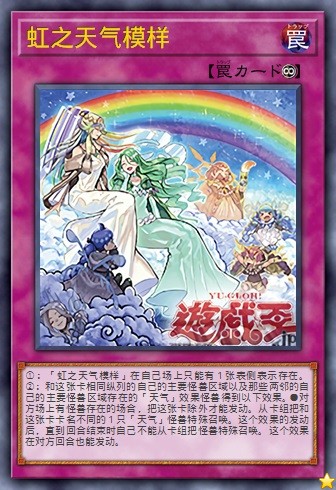 虹之天气模样
罠
トラップ
【罠カード】
YU-GI-OH!
遊戯王
.JP
①：「虹之天气模样」在自己场上只能有1张表侧表示存在。
②：和这张卡相同纵列的自己的主要怪兽区域以及那些两邻的自
己的主要怪兽区域存在的「天气」效果怪兽得到以下效果。●对
方场上有怪兽存在的场合，把这张卡除外才能发动。从卡组把和
这张卡卡名不同的1只「天气」怪兽特殊召唤。这个效果的发动
后，直到回合结束时自己不能从卡组把怪兽特殊召唤。这个效果
在对方回合也能发动。